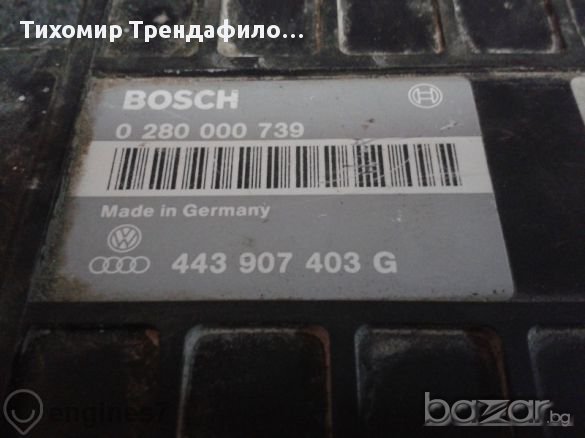 Тихомир Трендафило...
BOSCH
0 280 000 739
Made in Germany
443 907 403 G
engines7
bazar.bg